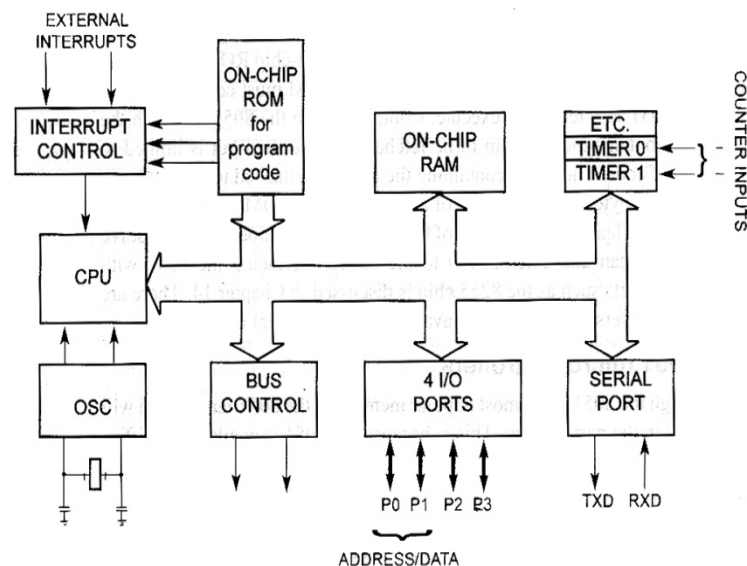 EXTERNAL
INTERRUPTS
INTERRUPT
CONTROL
ON-CHIP
ROM
for
program
code
ON-CHIP
RAM
ETC.
TIMER 0
TIMER 1
COUNTER INPUTS
CPU
OSC
BUS
CONTROL
4 I/O
PORTS
SERIAL
PORT
P0 P1 P2 P3
TXD RXD
ADDRESS/DATA